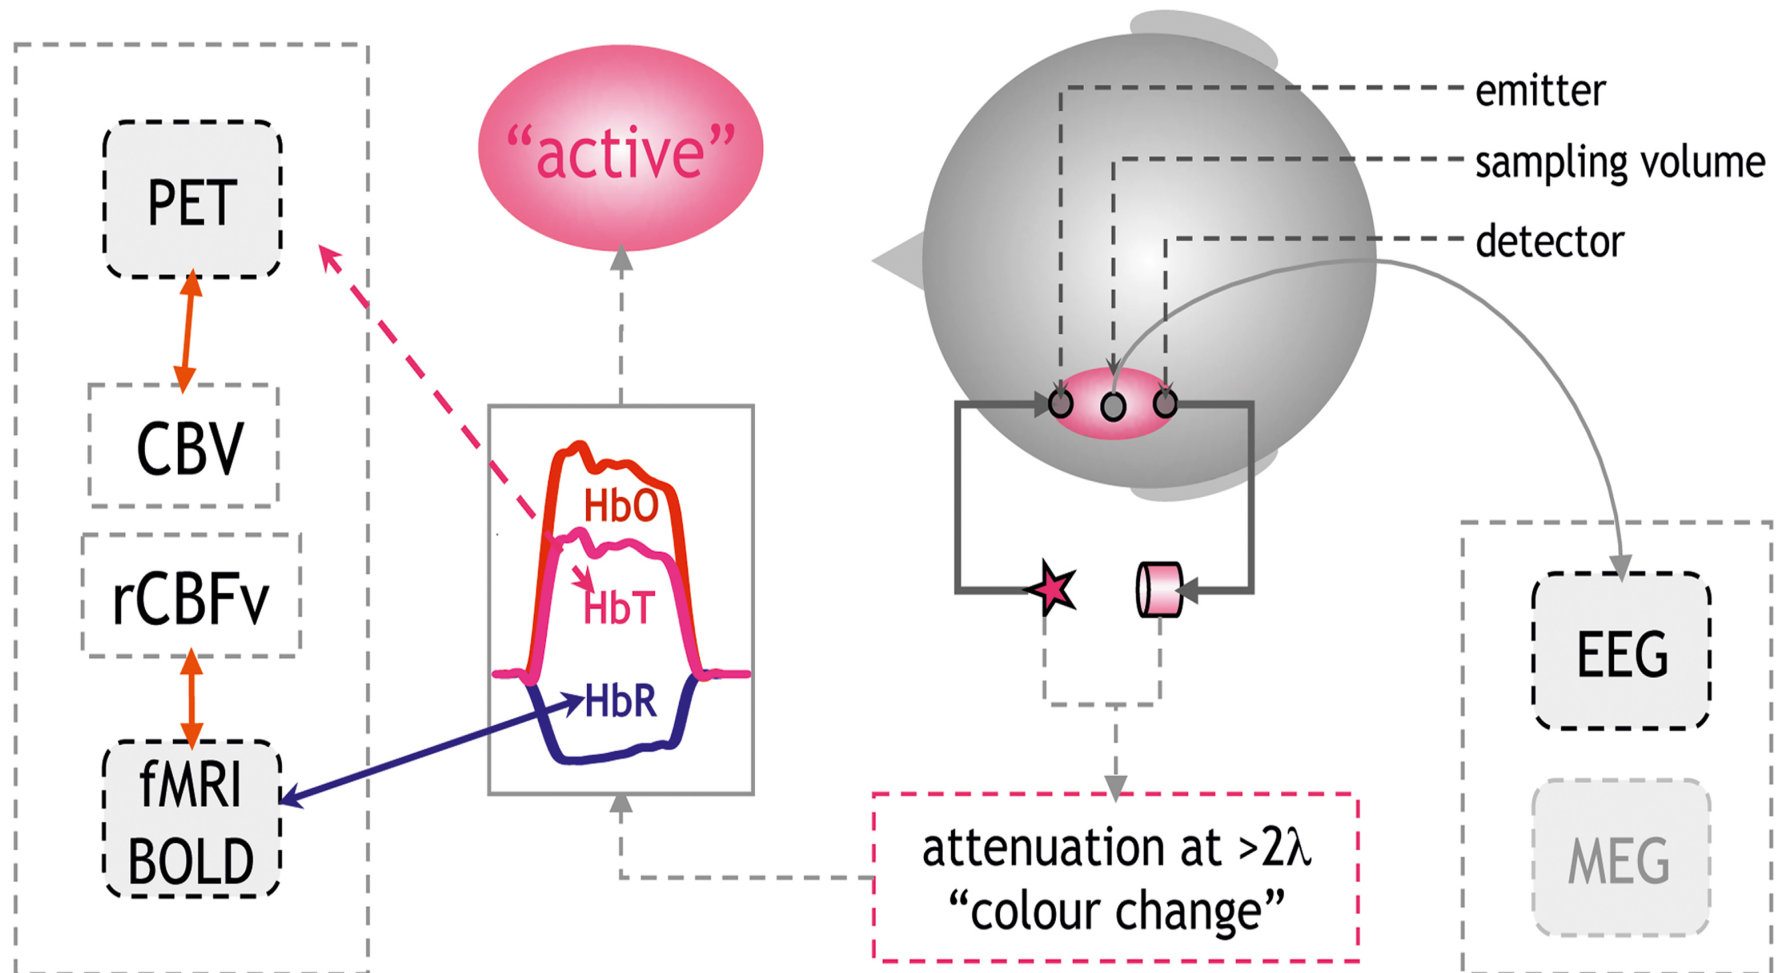 PET
CBV
rCBFv
fMRI
BOLD
“active”
HbO
HbT
HbR
emitter
sampling volume
detector
attenuation at >2λ
“colour change”
EEG
MEG